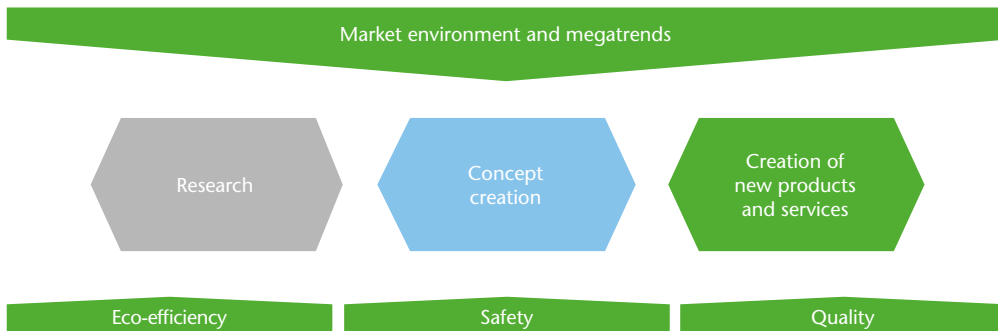 Market environment and megatrends
Research
Concept
creation
Creation of
new products
and services
Eco-efficiency
Safety
Quality